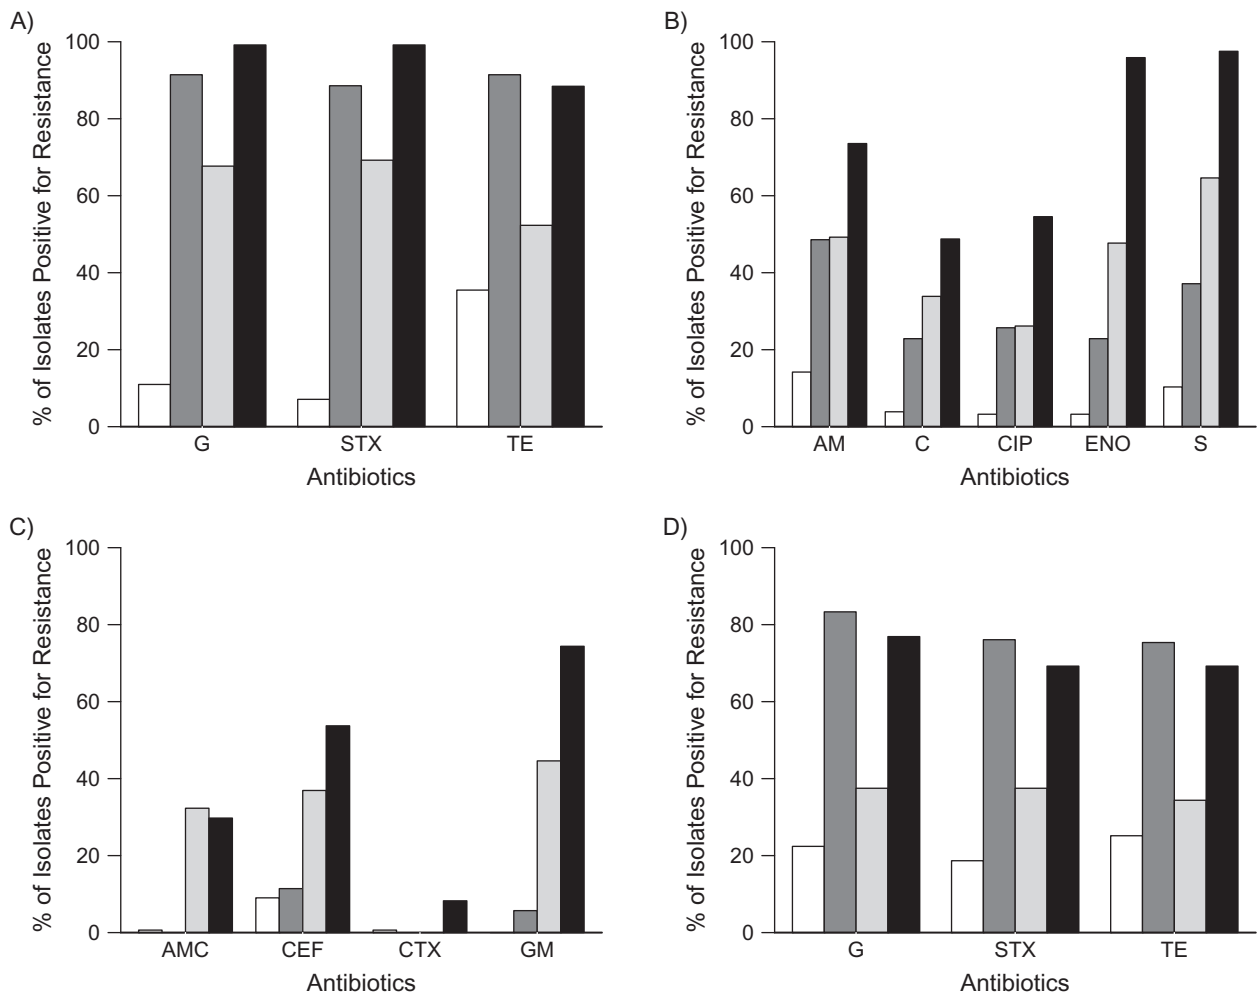 A)
% of Isolates Positive for Resistance
100
80
60
40
20
0
G STX TE
Antibiotics
B)
% of Isolates Positive for Resistance
100
80
60
40
20
0
AM C CIP ENO S
Antibiotics
C)
% of Isolates Positive for Resistance
100
80
60
40
20
0
AMC CEF CTX GM
Antibiotics
D)
% of Isolates Positive for Resistance
100
80
60
40
20
0
G STX TE
Antibiotics